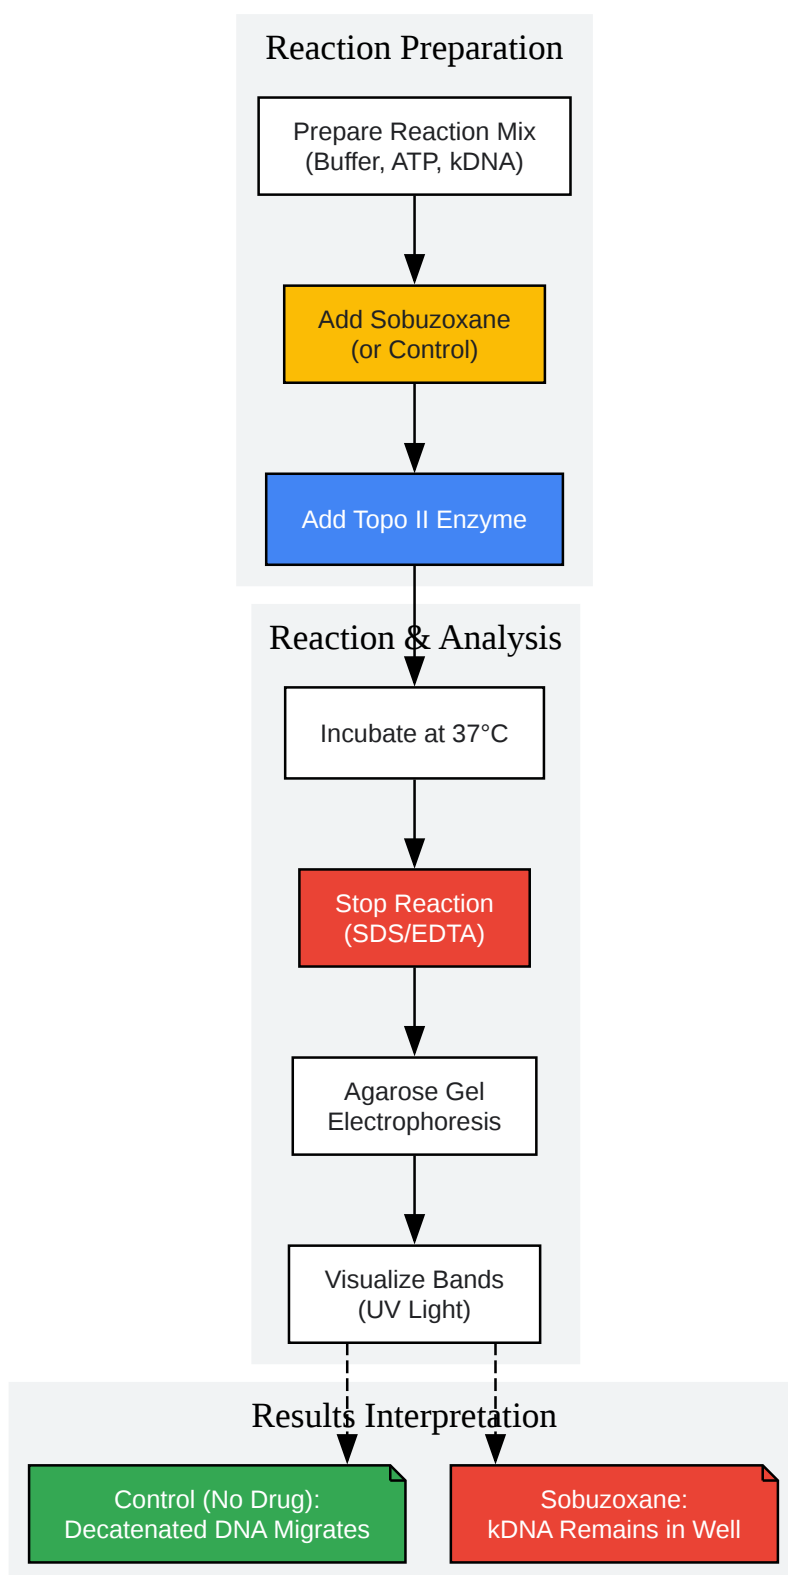 Reaction Preparation
Prepare Reaction Mix
(Buffer, ATP, kDNA)
Add Sobuzoxane
(or Control)
Add Topo II Enzyme
Reaction & Analysis
Incubate at 37°C
Stop Reaction
(SDS/EDTA)
Agarose Gel
Electrophoresis
Visualize Bands
(UV Light)
Results Interpretation
Control (No Drug):
Decatenated DNA Migrates
Sobuzoxane:
kDNA Remains in Well